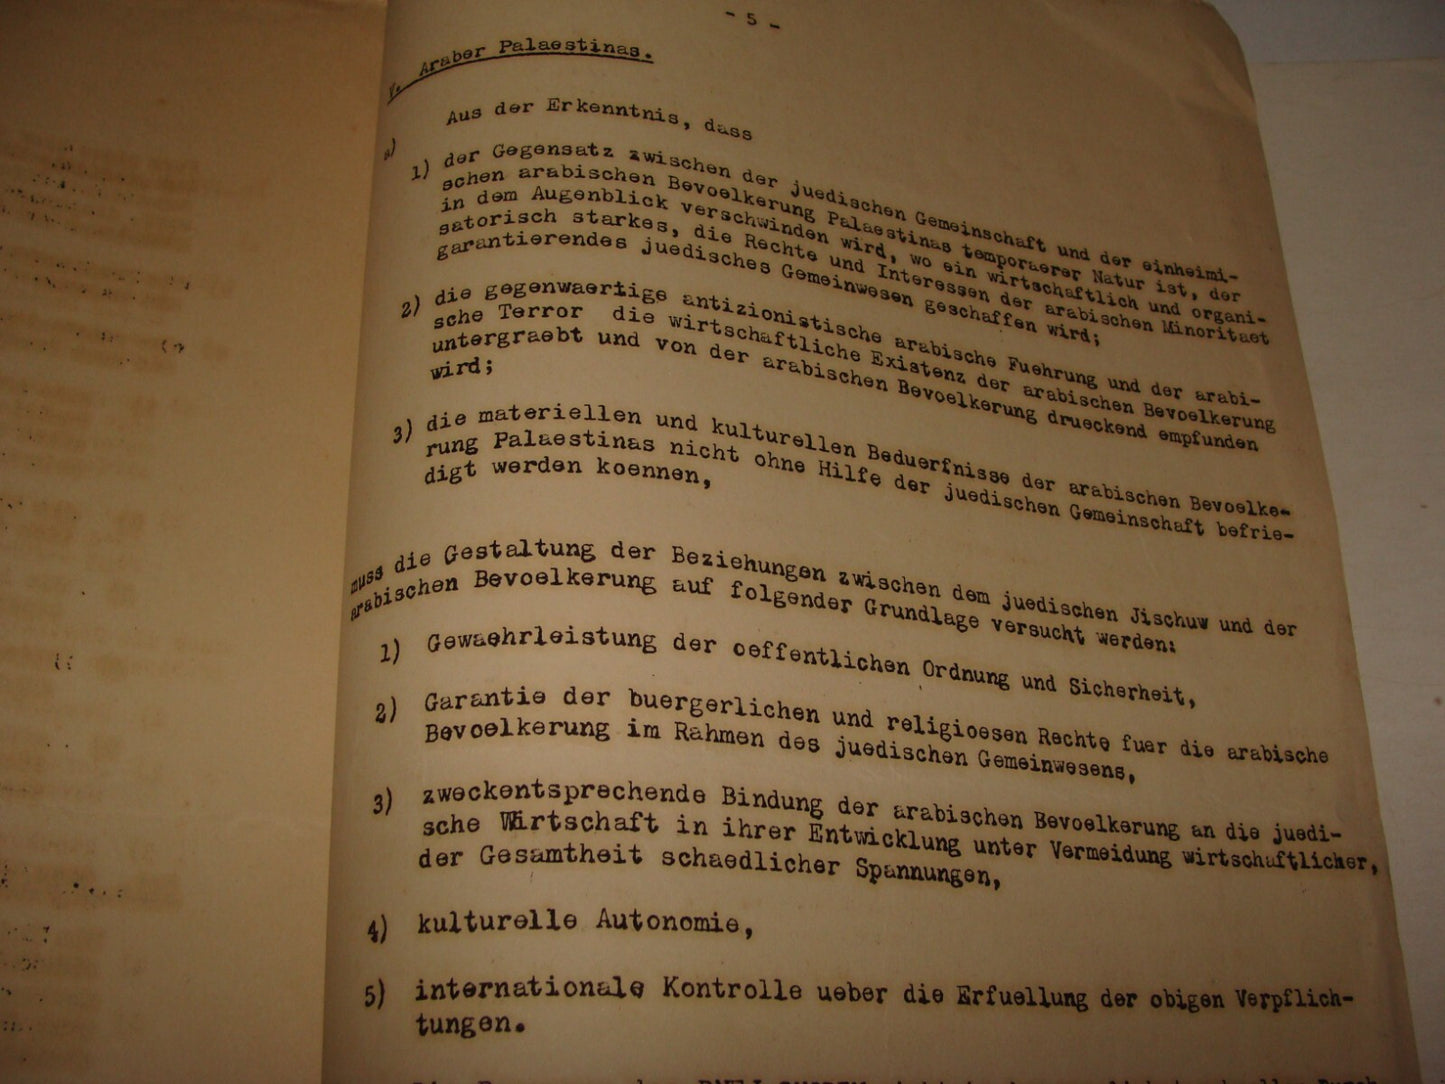 - 5 -
V. Araber Palaestinas.
Aus der Erkenntnis, dass
a)
1) der Gegensatz zwischen der juedischen Gemeinschaft und der einheimi-
schen arabischen Bevoelkerung Palaestinas temporaerer Natur ist, der
in dem Augenblick verschwinden wird, wo ein wirtschaftlich und organi-
satorisch starkes, die Rechte und Interessen der arabischen Minoritaet
garantierendes juedisches Gemeinwesen geschaffen wird;
2) die gegenwaertige antizionistische arabische Fuehrung und der arabi-
sche Terror die wirtschaftliche Existenz der arabischen Bevoelkerung
untergraebt und von der arabischen Bevoelkerung drueckend empfunden
wird;
3) die materiellen und kulturellen Beduerfnisse der arabischen Bevoelke-
rung Palaestinas nicht ohne Hilfe der juedischen Gemeinschaft befrie-
digt werden koennen,
muss die Gestaltung der Beziehungen zwischen dem juedischen Jischuw und der
arabischen Bevoelkerung auf folgender Grundlage versucht werden:
1) Gewaehrleistung der oeffentlichen Ordnung und Sicherheit,
2) Garantie der buergerlichen und religioesen Rechte fuer die arabische
Bevoelkerung im Rahmen des juedischen Gemeinwesens,
3) zweckentsprechende Bindung der arabischen Bevoelkerung an die juedi-
sche Wirtschaft in ihrer Entwicklung unter Vermeidung wirtschaftlicher,
der Gesamtheit schaedlicher Spannungen,
4) kulturelle Autonomie,
5) internationale Kontrolle ueber die Erfuellung der obigen Verpflich-
tungen.